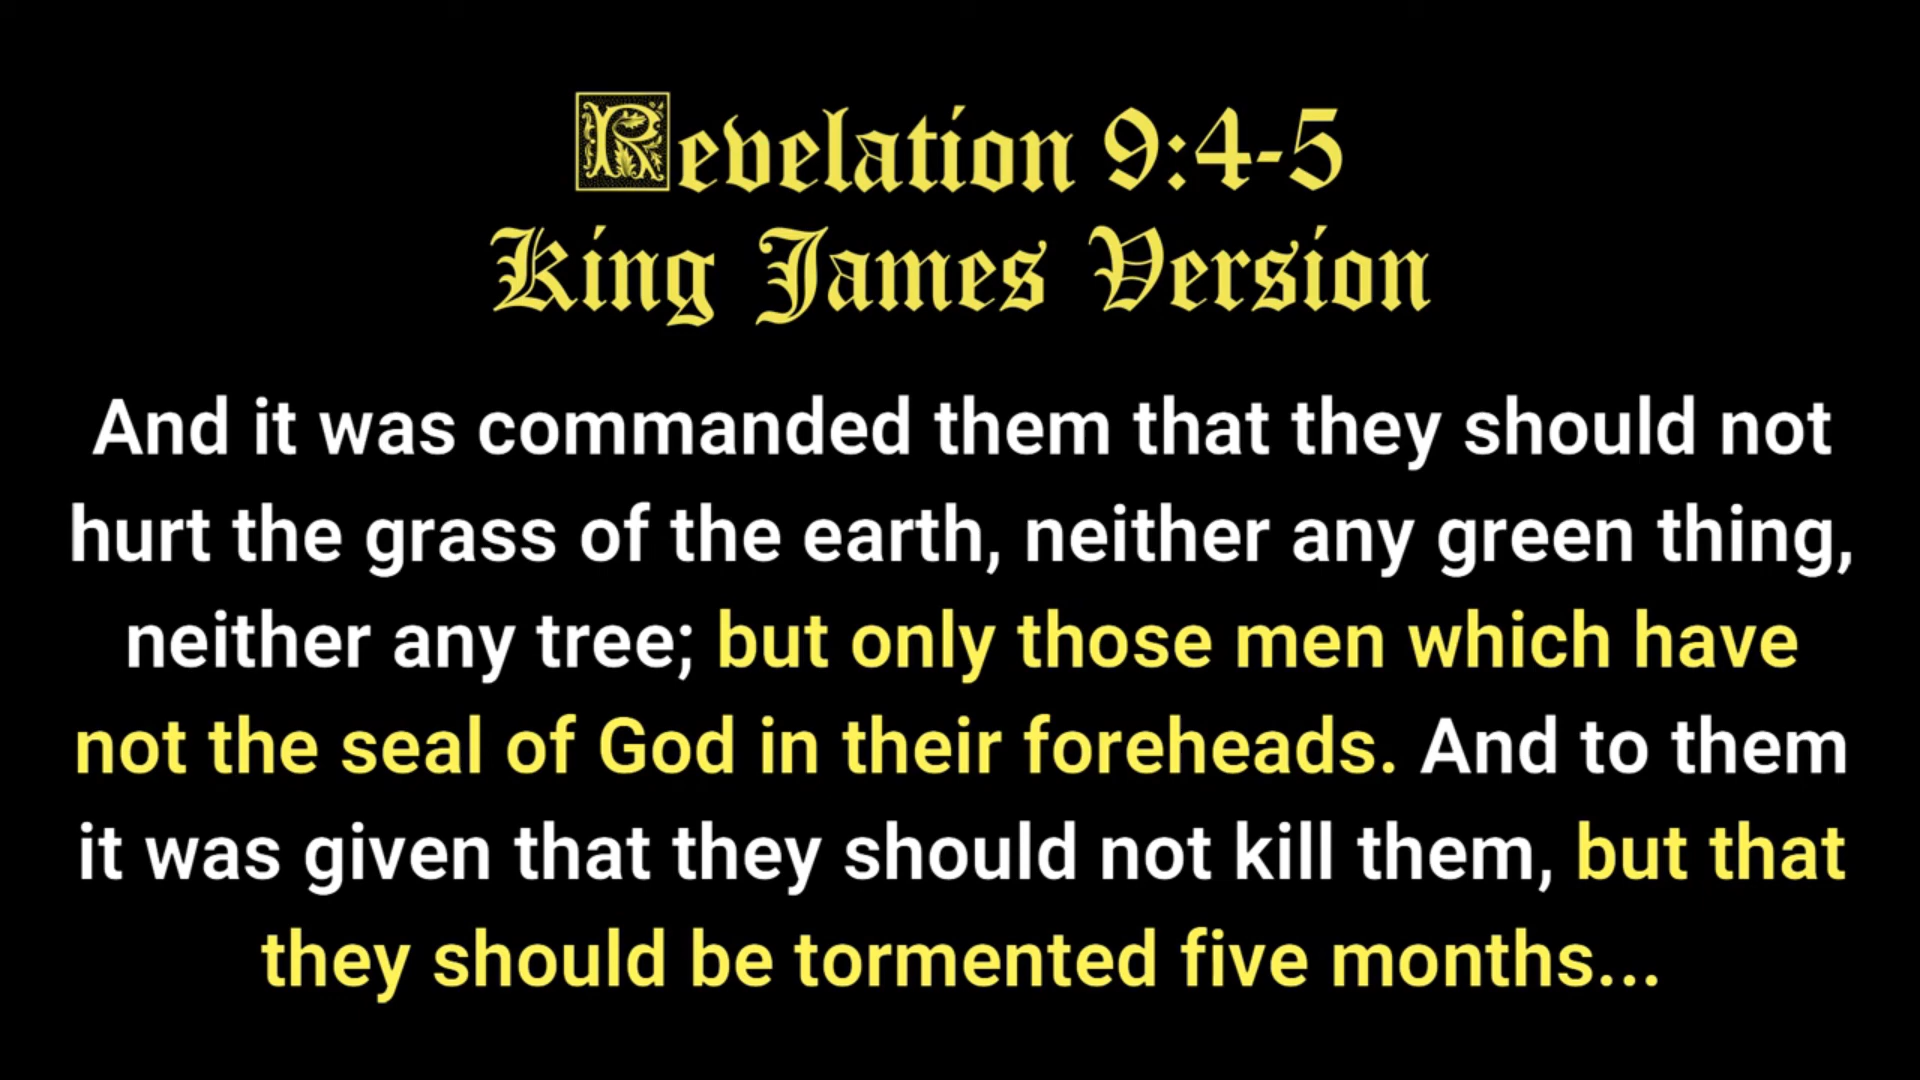 Revelation 9:4-5
King James Version
And it was commanded them that they should not
hurt the grass of the earth, neither any green thing,
neither any tree; but only those men which have
not the seal of God in their foreheads. And to them
it was given that they should not kill them, but that
they should be tormented five months...